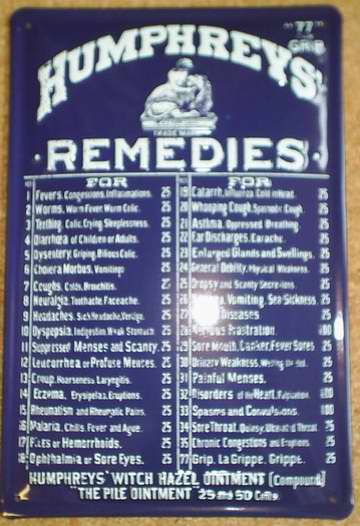 "77"
FOR
GRIP
HUMPHREYS'
TRADE MARK
REMEDIES
FOR
1 Fevers, Congestions, Inflamations. 25
2 Worms, Worm Fever, Worm Colic. 25
3 Teething, Colic, Crying, Sleeplessness. 25
4 Diarrhea of Children or Adults. 25
5 Dysentery, Griping, Bilious Colic. 25
6 Cholera Morbus, Vomiting 25
7 Coughs, Colds, Bronchitis. 25
8 Neuralgia, Toothache, Faceache. 25
9 Headaches, Sick Headache, Vertigo. 25
10 Dyspepsia, Indigestion, Weak Stomach 25
11 Suppressed Menses and Scanty. 25
12 Leucorrhea or Profuse Menses. 25
13 Croup, Hoarseness, Laryngitis. 25
14 Eczema, Erysipelas, Eruptions. 25
15 Rheumatism and Rheumatic Pains. 25
16 Malaria, Chills, Fever and Ague. 25
17 Piles or Hemorrhoids. 25
18 Ophthalmia or Sore Eyes. 25
FOR
19 Catarrh, Influenza, Cold in Head. 25
20 Whooping Cough, Spasmodic Cough. 25
21 Asthma, Oppressed Breathing. 25
22 Ear Discharges, Earache. 25
23 Enlarged Glands and Swellings. 25
24 General Debility, Physical Weakness. 25
25 Dropsy and Scanty Secretions. 25
Vomiting, Sea-Sickness. 25
Diseases. 25
28 Nervous Prostration. 100
29 Sore Mouth, Canker, Fever Sores 25
30 Urinary Weakness, Wetting the Bed. 25
31 Painful Menses. 25
32 Disorders of the Heart, Palpitation. 100
33 Spasms and Convulsions. 100
34 Sore Throat, Quinsy, Ulcerated Throat. 25
35 Chronic Congestions and Eruptions. 25
77 Grip, La Grippe, Grippe. 25
HUMPHREYS' WITCH HAZEL OINTMENT (Compound)
"THE PILE OINTMENT" 25 and 50 Cents.